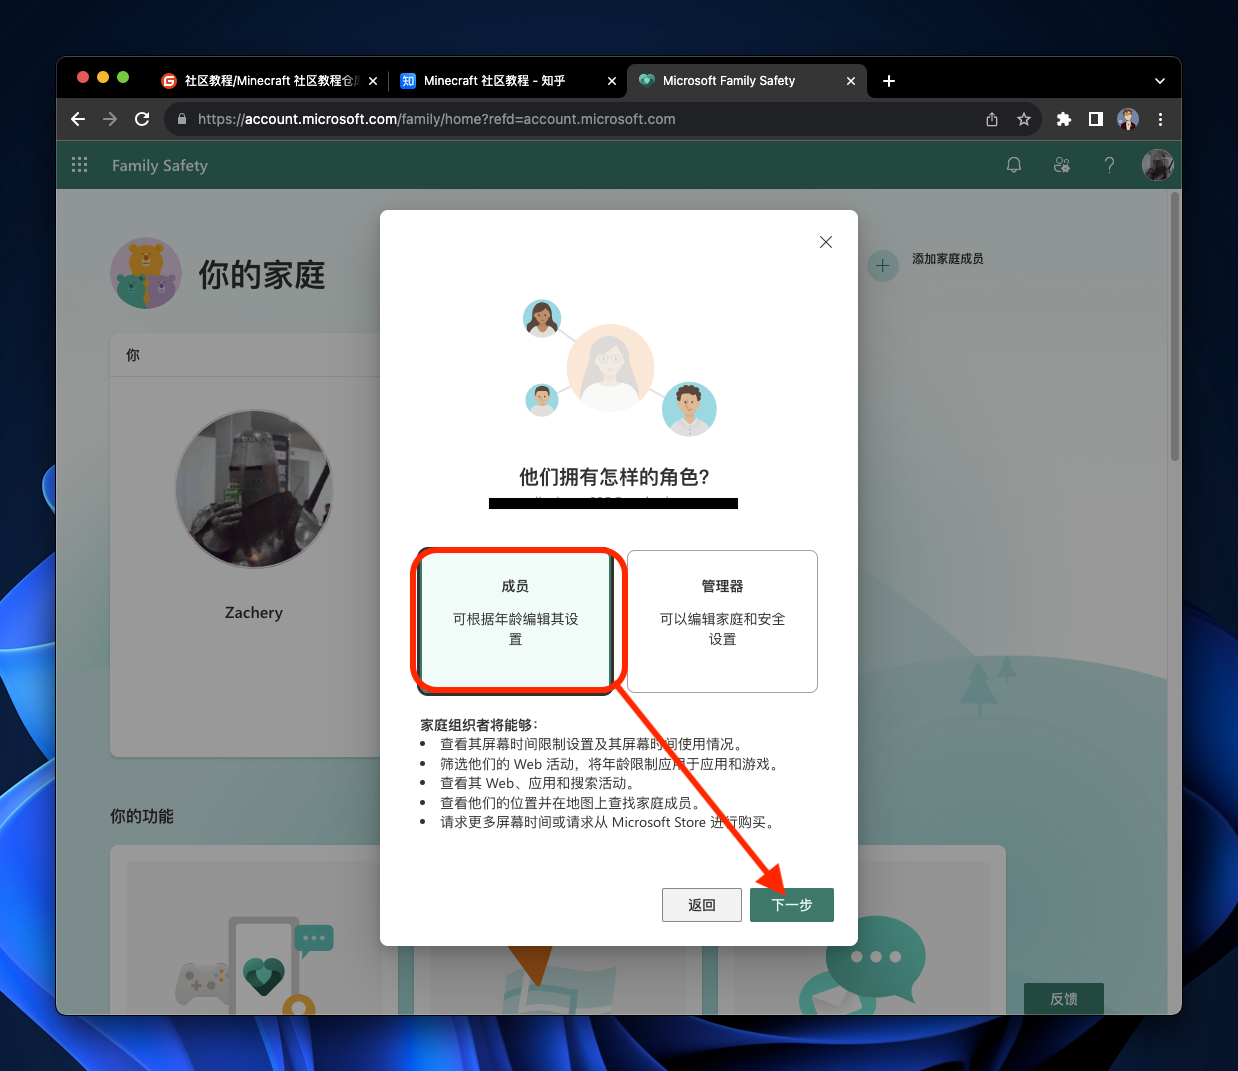 社区教程/Minecraft 社区教程仓
Minecraft 社区教程 - 知乎
Microsoft Family Safety
https://account.microsoft.com/family/home?refd=account.microsoft.com
Family Safety
你的家庭
添加家庭成员
你
Zachery
他们拥有怎样的角色?
成员
可根据年龄编辑其设
置
管理器
可以编辑家庭和安全
设置
家庭组织者将能够：
• 查看其屏幕时间限制设置及其屏幕时间使用情况。
• 筛选他们的 Web 活动，将年龄限制应用于应用和游戏。
• 查看其 Web、应用和搜索活动。
• 查看他们的位置并在地图上查找家庭成员。
• 请求更多屏幕时间或请求从 Microsoft Store 进行购买。
返回
下一步
你的功能
反馈